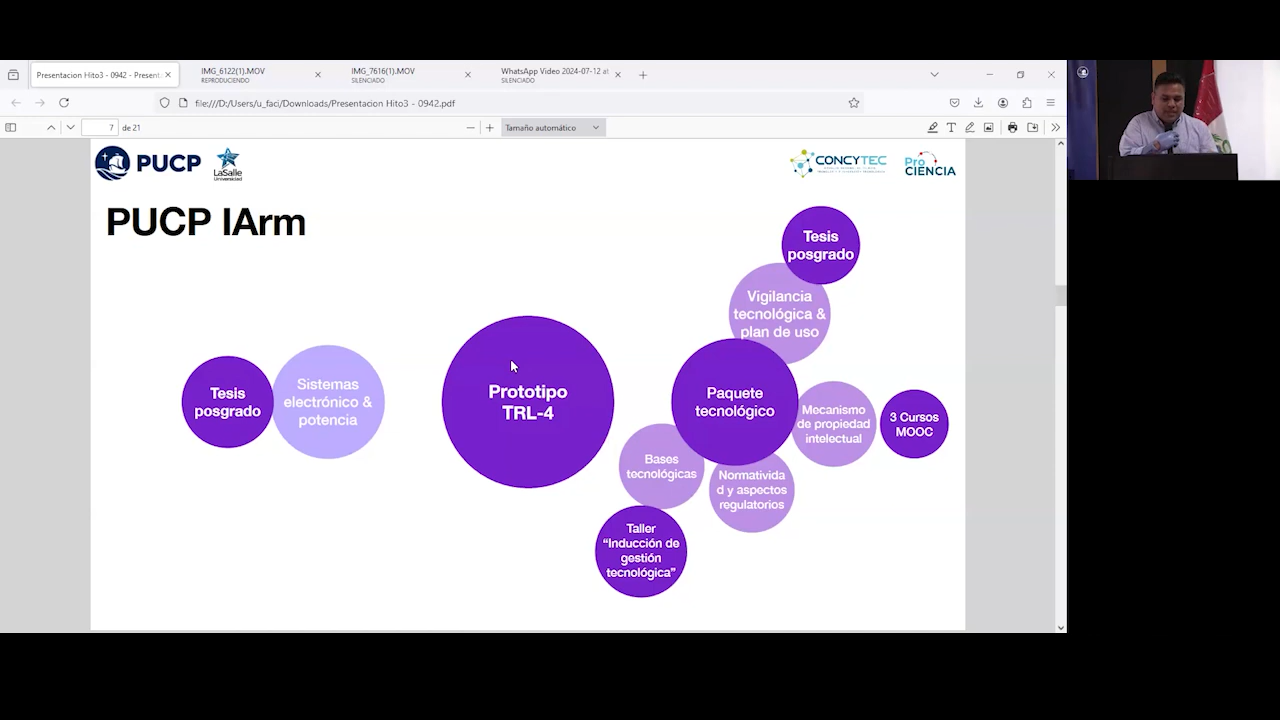 Presentacion Hito3 - 0942 - Present
IMG_6122(1).MOV
REPRODUCIENDO
IMG_7616(1).MOV
SILENCIADO
WhatsApp Video 2024-07-12 at
SILENCIADO
file:///D:/Users/u_faci/Downloads/Presentacion Hito3 - 0942.pdf
7 de 21
Tamaño automático
PUCP
LaSalle
Universidad
CONCYTEC
Pro
CIENCIA
PUCP IArm
Tesis
posgrado
Vigilancia
tecnológica &
plan de uso
Tesis
posgrado
Sistemas
electrónico &
potencia
Prototipo
TRL-4
Paquete
tecnológico
Mecanismo
de propiedad
intelectual
3 Cursos
MOOC
Bases
tecnológicas
Normativida
d y aspectos
regulatorios
Taller
“Inducción de
gestión
tecnológica”